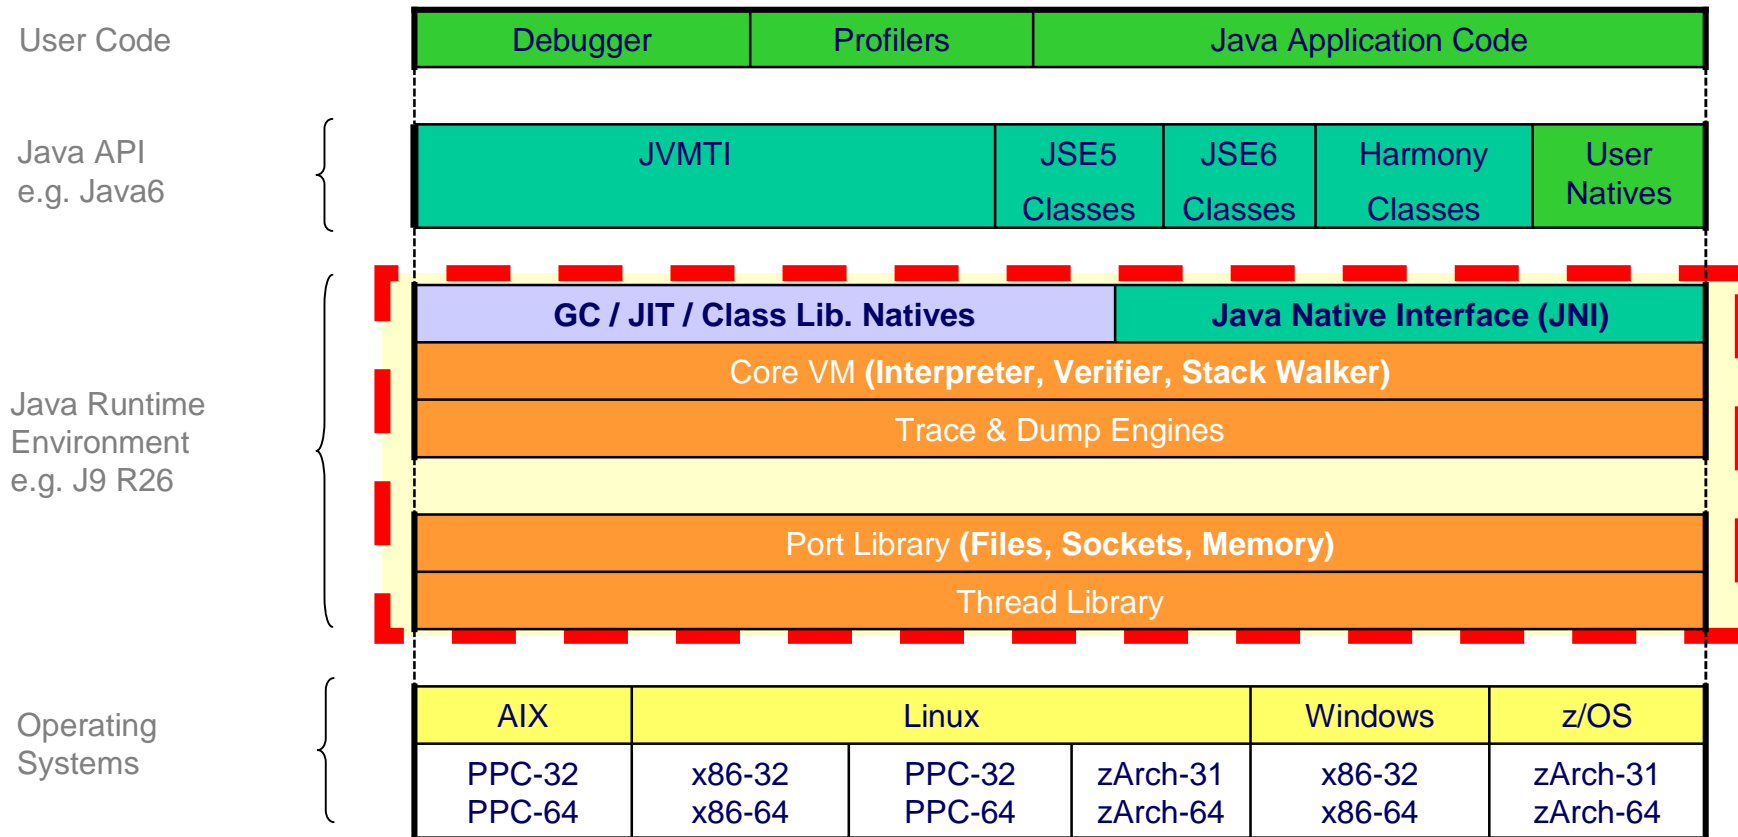 User Code
Debugger
Profilers
Java Application Code
Java API
e.g. Java6
JVMTI
JSE5
Classes
JSE6
Classes
Harmony
Classes
User
Natives
Java Runtime
Environment
e.g. J9 R26
GC / JIT / Class Lib. Natives
Java Native Interface (JNI)
Core VM (Interpreter, Verifier, Stack Walker)
Trace & Dump Engines
Port Library (Files, Sockets, Memory)
Thread Library
Operating
Systems
AIX
Linux
Windows
z/OS
PPC-32
PPC-64
x86-32
x86-64
PPC-32
PPC-64
zArch-31
zArch-64
x86-32
x86-64
zArch-31
zArch-64